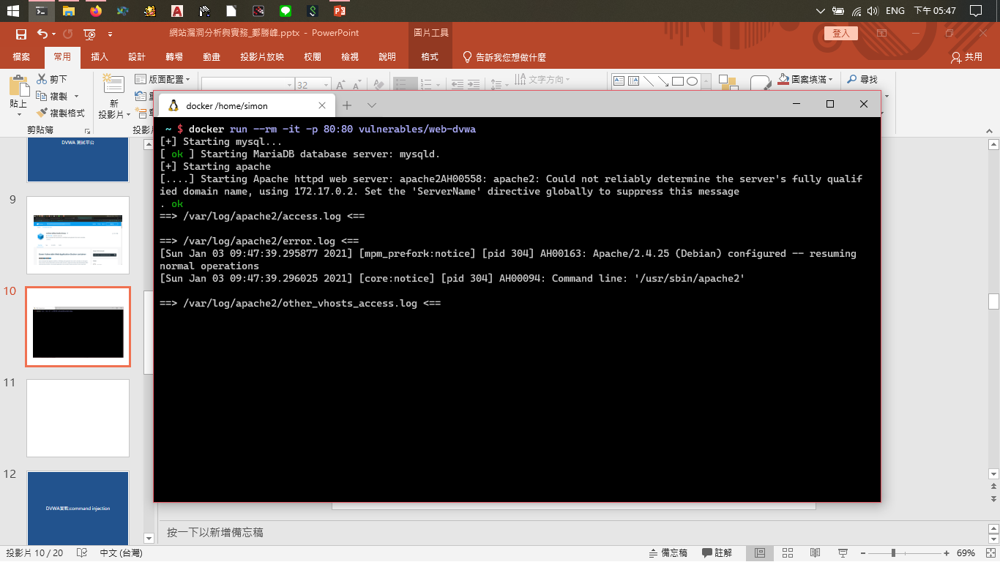 ENG 下午 05:47
網站漏洞分析與實務_鄭勝峰.pptx - PowerPoint
圖片工具
登入
檔案 常用 插入 設計 轉場 動畫 投影片放映 校閱 檢視 說明 格式 告訴我您想做什麼 共用
貼上
剪下
複製
複製格式
剪貼簿
新
投影片
版面配置
32
文字方向
圖案填滿
尋找
docker /home/simon
~ $ docker run --rm -it -p 80:80 vulnerables/web-dvwa
[+] Starting mysql...
[ ok ] Starting MariaDB database server: mysqld.
[+] Starting apache
[....] Starting Apache httpd web server: apache2AH00558: apache2: Could not reliably determine the server's fully qualif
ied domain name, using 172.17.0.2. Set the 'ServerName' directive globally to suppress this message
. ok
==> /var/log/apache2/access.log <==
==> /var/log/apache2/error.log <==
[Sun Jan 03 09:47:39.295877 2021] [mpm_prefork:notice] [pid 304] AH00163: Apache/2.4.25 (Debian) configured -- resuming
normal operations
[Sun Jan 03 09:47:39.296025 2021] [core:notice] [pid 304] AH00094: Command line: '/usr/sbin/apache2'
==> /var/log/apache2/other_vhosts_access.log <==
DVWA 測試平台
9
10
11
12
DVWA實戰:command injection
按一下以新增備忘稿
投影片 10 / 20 中文 (台灣) 備忘稿 註解 69%